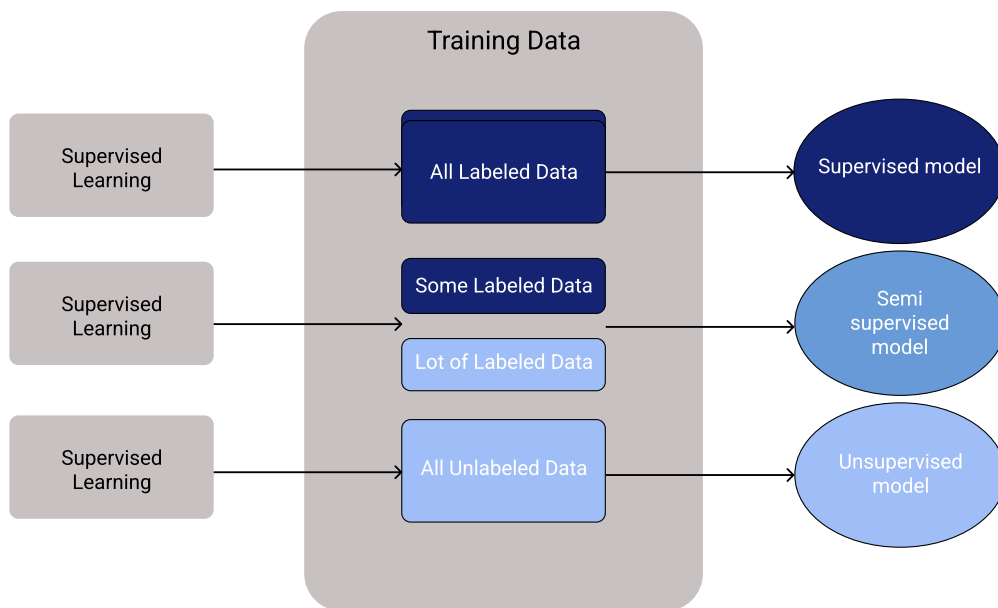 Training Data
Supervised
Learning
All Labeled Data
Supervised model
Supervised
Learning
Some Labeled Data
Lot of Labeled Data
Semi
supervised
model
Supervised
Learning
All Unlabeled Data
Unsupervised
model